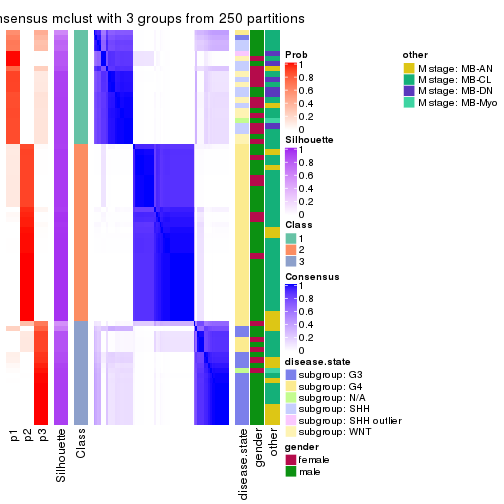 nsensus mclust with 3 groups from 250 partitions
Prob
1
0.8
0.6
0.4
0.2
0
Silhouette
1
0.8
0.6
0.4
0.2
0
Class
1
2
3
Consensus
1
0.8
0.6
0.4
0.2
0
disease.state
subgroup: G3
subgroup: G4
subgroup: N/A
subgroup: SHH
subgroup: SHH outlier
subgroup: WNT
gender
female
male
other
M stage: MB-AN
M stage: MB-CL
M stage: MB-DN
M stage: MB-Myo
p1
p2
p3
Silhouette
Class
disease.state
gender
other